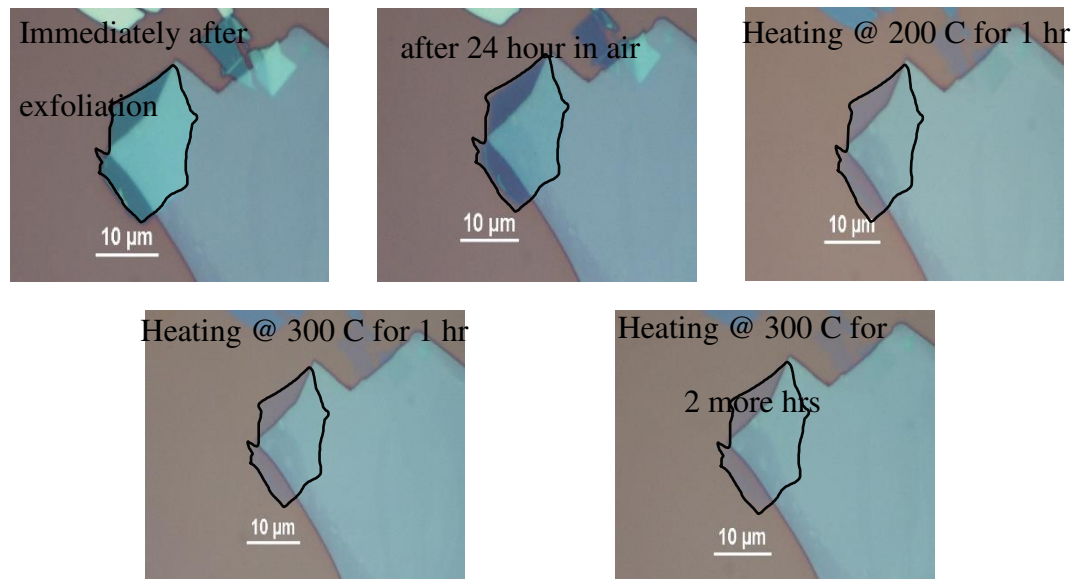 Immediately after
exfoliation
10 µm
after 24 hour in air
10 µm
Heating @ 200 C for 1 hr
10 µm
Heating @ 300 C for 1 hr
10 µm
Heating @ 300 C for
2 more hrs
10 µm